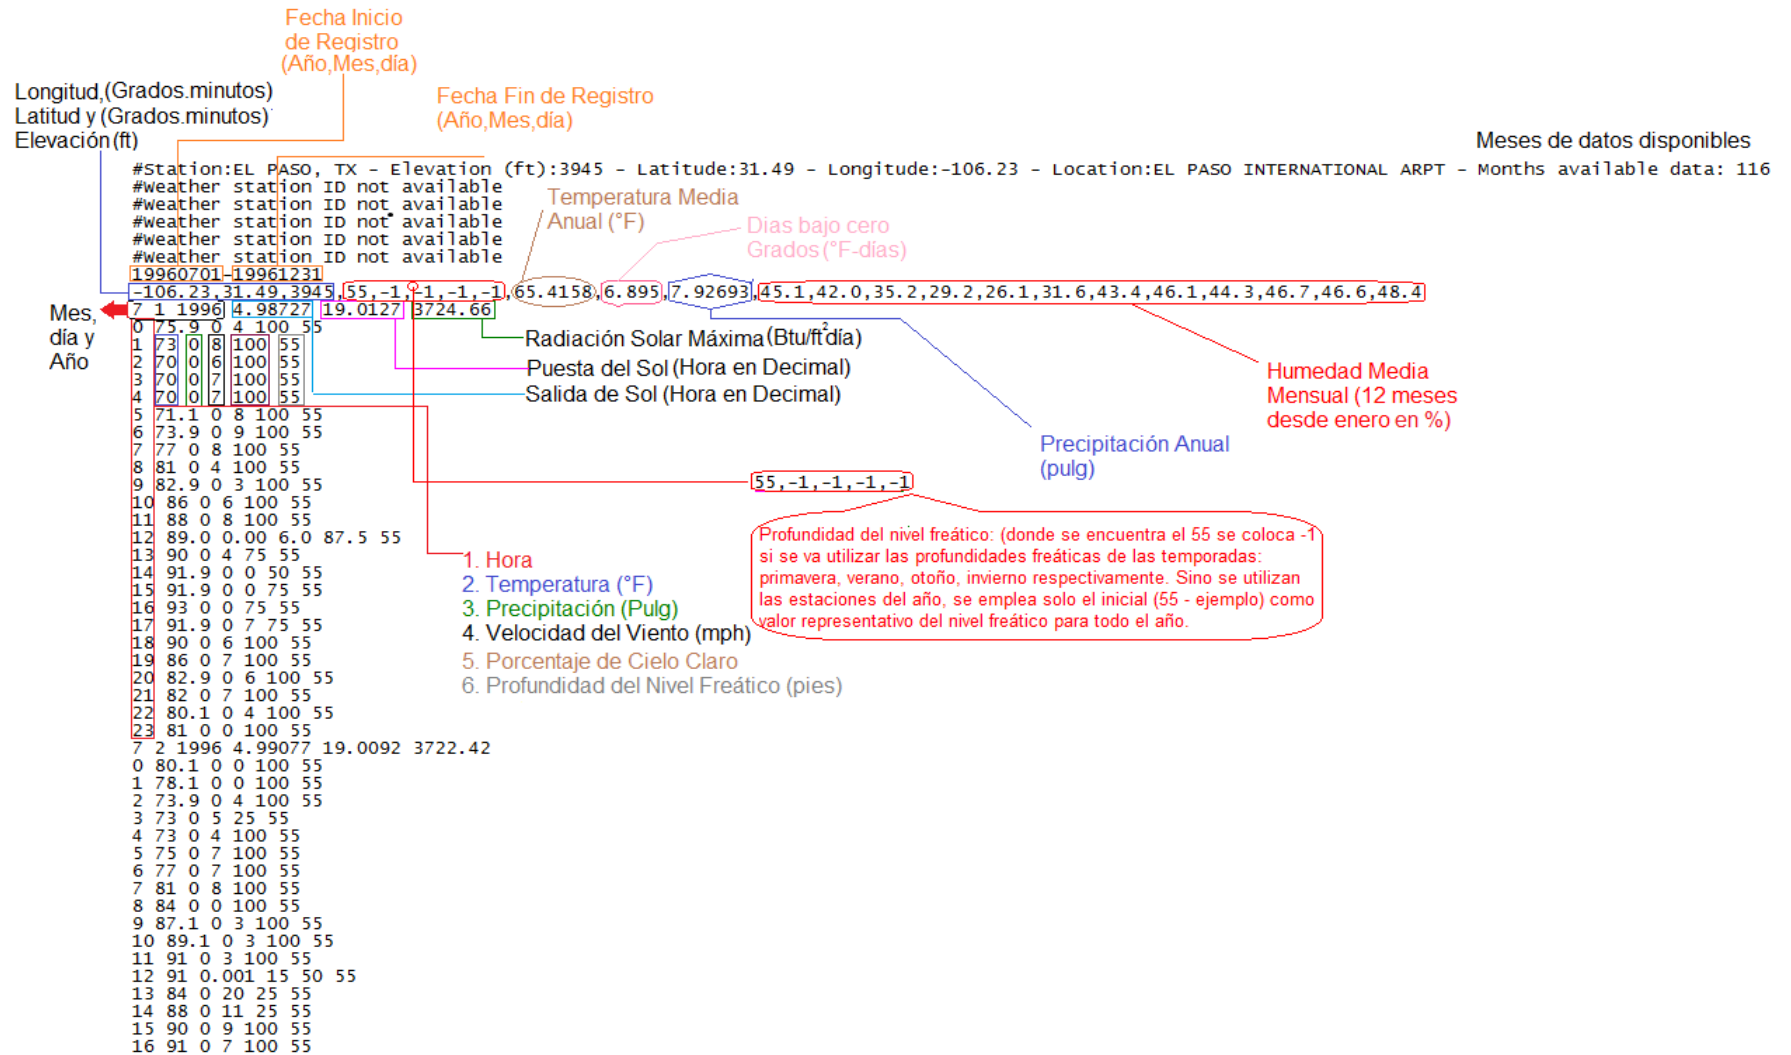 Fecha Inicio
de Registro
(Año,Mes,día)
Longitud,(Grados.minutos)
Latitud y (Grados.minutos)
Elevación (ft)
Fecha Fin de Registro
(Año,Mes,día)
Meses de datos disponibles
#Station:EL PASO, TX - Elevation (ft):3945 - Latitude:31.49 - Longitude:-106.23 - Location:EL PASO INTERNATIONAL ARPT - Months available data: 116
#Weather station ID not available
#Weather station ID not available
#Weather station ID not available
#Weather station ID not available
#Weather station ID not available
Temperatura Media
Anual (°F)
Dias bajo cero
Grados (°F-días)
19960701-19961231
-106.23,31.49,3945,55,-1,-1,-1,-1,65.4158,6.895,7.92693,45.1,42.0,35.2,29.2,26.1,31.6,43.4,46.1,44.3,46.7,46.6,48.4
Mes,
día y
Año
7 1 1996 4.98727 19.0127 3724.66
0 75.9 0 4 100 55
1 73 0 8 100 55
2 70 0 6 100 55
3 70 0 7 100 55
4 70 0 7 100 55
5 71.1 0 8 100 55
6 73.9 0 9 100 55
7 77 0 8 100 55
8 81 0 4 100 55
9 82.9 0 3 100 55
10 86 0 6 100 55
11 88 0 8 100 55
12 89.0 0.00 6.0 87.5 55
13 90 0 4 75 55
14 91.9 0 0 50 55
15 91.9 0 0 75 55
16 93 0 0 75 55
17 91.9 0 7 75 55
18 90 0 6 100 55
19 86 0 7 100 55
20 82.9 0 6 100 55
21 82 0 7 100 55
22 80.1 0 4 100 55
23 81 0 0 100 55
7 2 1996 4.99077 19.0092 3722.42
0 80.1 0 0 100 55
1 78.1 0 0 100 55
2 73.9 0 4 100 55
3 73 0 5 25 55
4 73 0 4 100 55
5 75 0 7 100 55
6 77 0 7 100 55
7 81 0 8 100 55
8 84 0 0 100 55
9 87.1 0 3 100 55
10 89.1 0 3 100 55
11 91 0 3 100 55
12 91 0.001 15 50 55
13 84 0 20 25 55
14 88 0 11 25 55
15 90 0 9 100 55
16 91 0 7 100 55
Radiación Solar Máxima (Btu/ft²día)
Puesta del Sol (Hora en Decimal)
Salida de Sol (Hora en Decimal)
Humedad Media
Mensual (12 meses
desde enero en %)
Precipitación Anual
(pulg)
55,-1,-1,-1,-1
Profundidad del nivel freático: (donde se encuentra el 55 se coloca -1
si se va utilizar las profundidades freáticas de las temporadas:
primavera, verano, otoño, invierno respectivamente. Sino se utilizan
las estaciones del año, se emplea solo el inicial (55 - ejemplo) como
valor representativo del nivel freático para todo el año.
1. Hora
2. Temperatura (°F)
3. Precipitación (Pulg)
4. Velocidad del Viento (mph)
5. Porcentaje de Cielo Claro
6. Profundidad del Nivel Freático (pies)